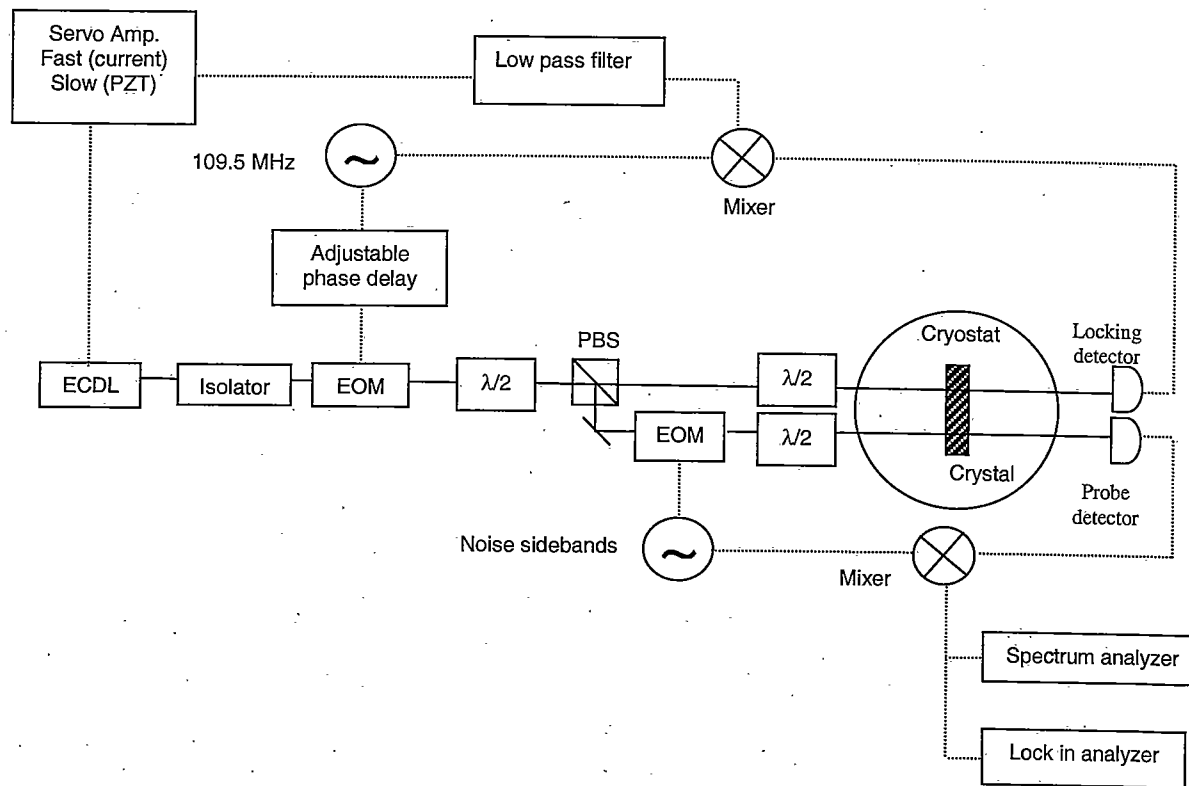 Servo Amp.
Fast (current)
Slow (PZT)
Low pass filter
109.5 MHz
~
Mixer
Adjustable
phase delay
PBS
Cryostat
Locking
detector
ECDL
Isolator
EOM
λ/2
λ/2
EOM
λ/2
Crystal
Probe
detector
Noise sidebands
~
Mixer
Spectrum analyzer
Lock in analyzer